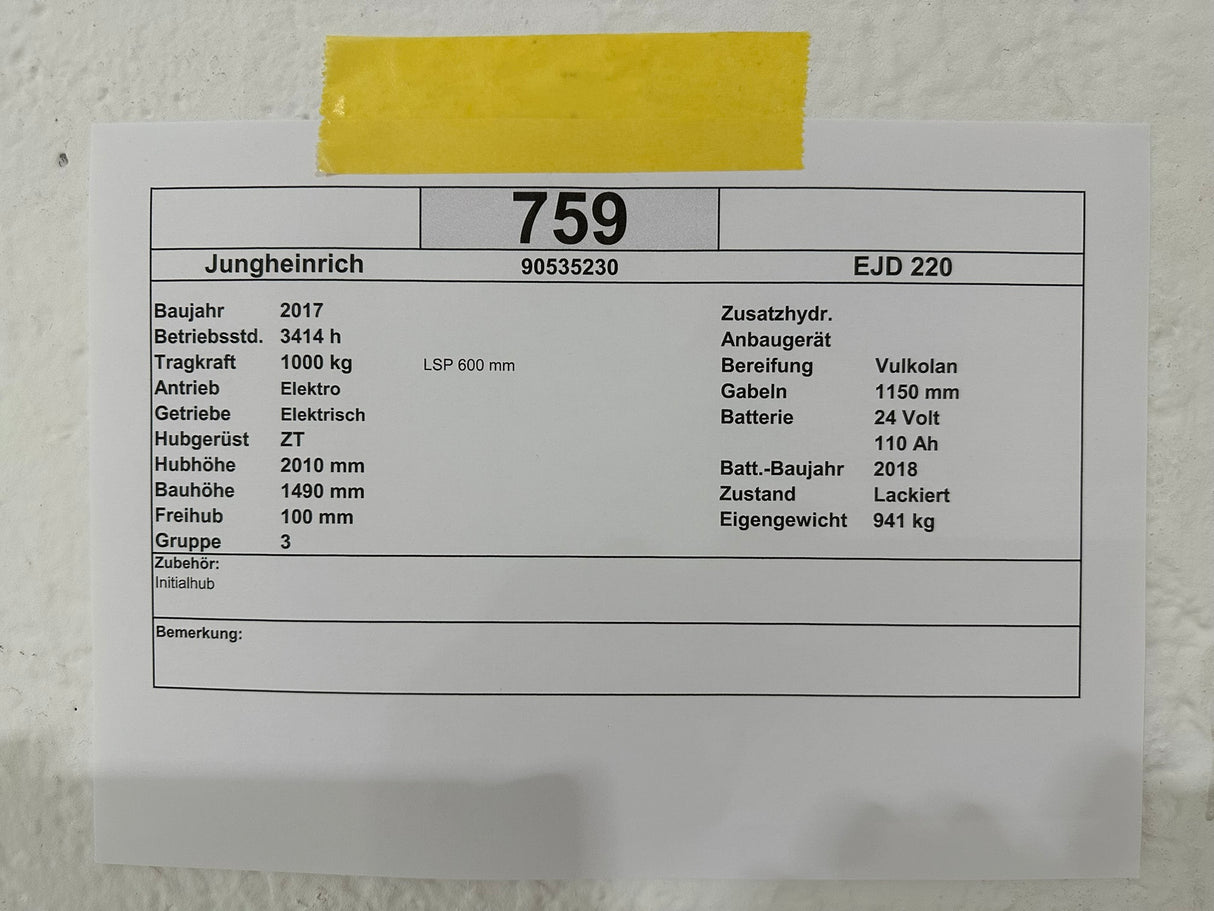 759
Jungheinrich 90535230 EJD 220
Baujahr 2017 Zusatzhydr.
Betriebsstd. 3414 h Anbaugerät
Tragkraft 1000 kg LSP 600 mm Bereifung Vulkolan
Antrieb Elektro Gabeln 1150 mm
Getriebe Elektrisch Batterie 24 Volt
Hubgerüst ZT 110 Ah
Hubhöhe 2010 mm Batt.-Baujahr 2018
Bauhöhe 1490 mm Zustand Lackiert
Freihub 100 mm Eigengewicht 941 kg
Gruppe 3
Zubehör:
Initialhub
Bemerkung: